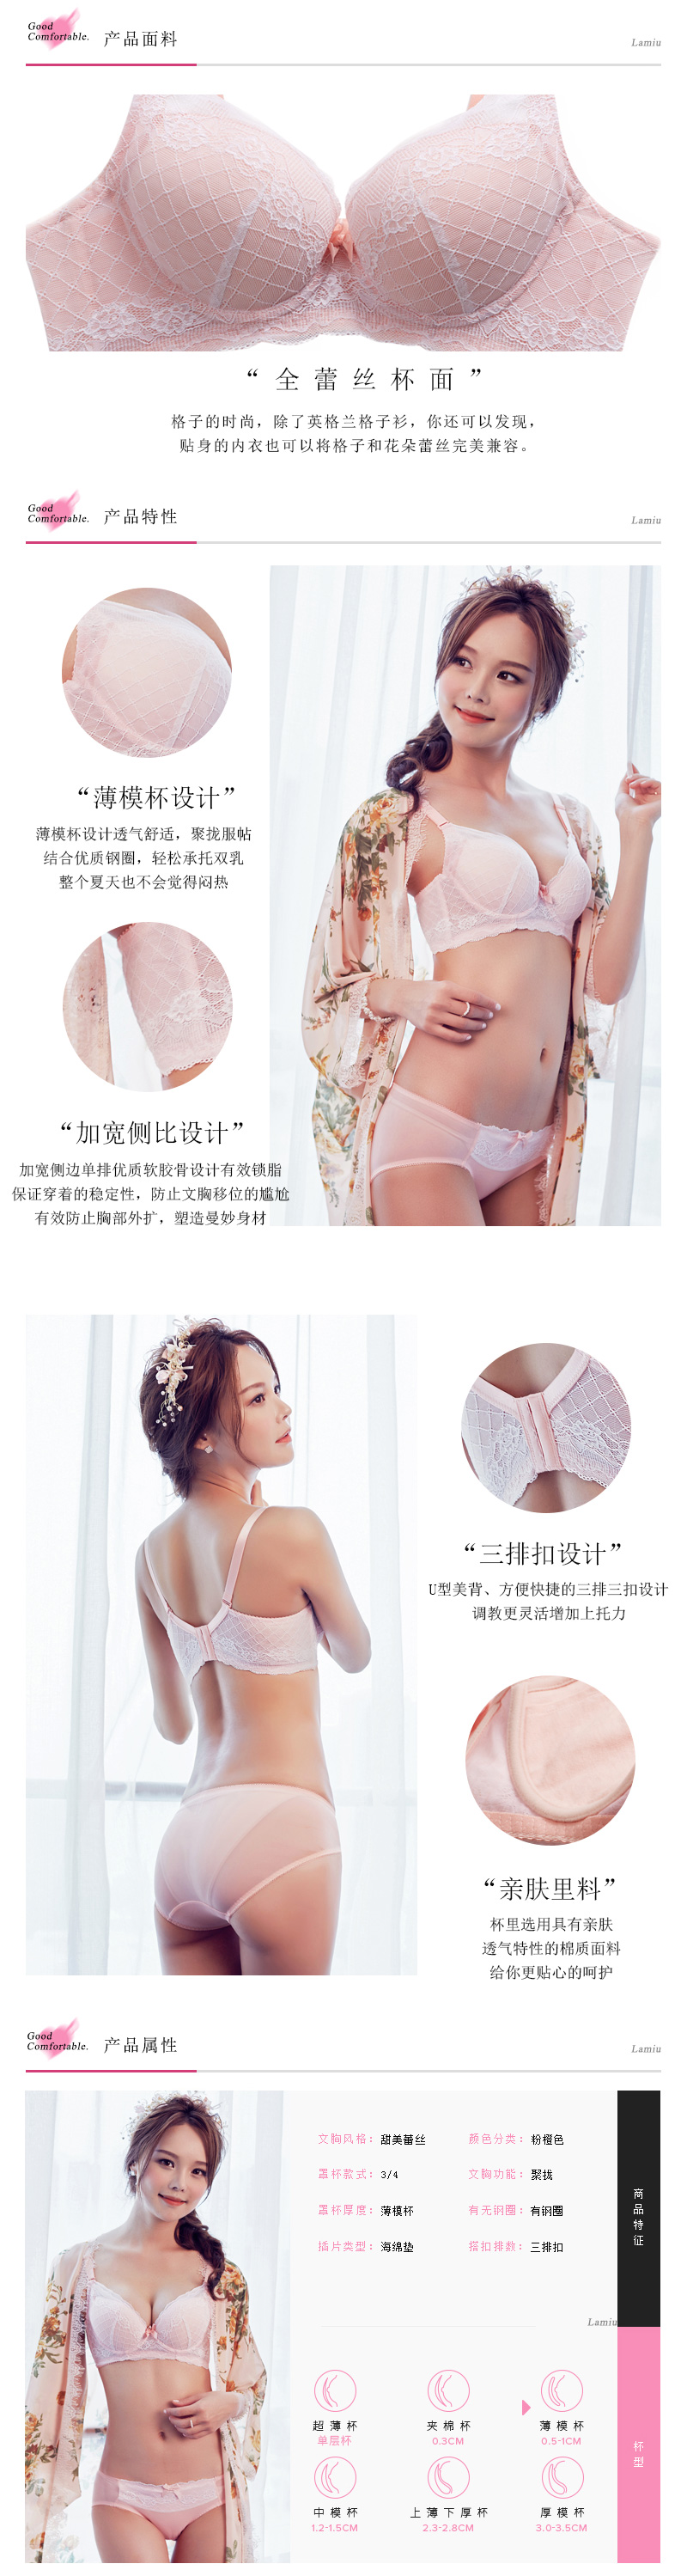 Good
Comfortable.
产品面料
Lamiu
“全蕾丝杯面”
格子的时尚，除了英格兰格子衫，你还可以发现，
贴身的内衣也可以将格子和花朵蕾丝完美兼容。
Good
Comfortable.
产品特性
Lamiu
“薄模杯设计”
薄模杯设计透气舒适，聚拢服帖
结合优质钢圈，轻松承托双乳
整个夏天也不会觉得闷热
“加宽侧比设计”
加宽侧边单排优质软胶骨设计有效锁脂
保证穿着的稳定性，防止文胸移位的尴尬
有效防止胸部外扩，塑造曼妙身材
“三排扣设计”
U型美背、方便快捷的三排三扣设计
调教更灵活增加上托力
“亲肤里料”
杯里选用具有亲肤
透气特性的棉质面料
给你更贴心的呵护
Good
Comfortable.
产品属性
Lamiu
文胸风格：甜美蕾丝 颜色分类：粉橙色
罩杯款式：3/4 文胸功能：聚拢
罩杯厚度：薄模杯 有无钢圈：有钢圈
插片类型：海绵垫 搭扣排数：三排扣
商品特征
Lamiu
超薄杯 夹棉杯 薄模杯
单层杯 0.3CM 0.5-1CM
杯型
中模杯 上薄下厚杯 厚模杯
1.2-1.5CM 2.3-2.8CM 3.0-3.5CM